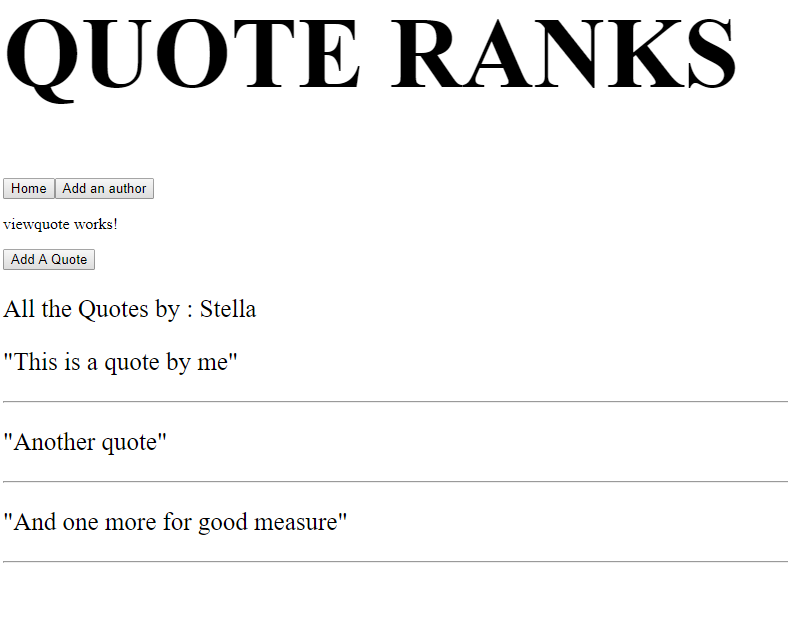 QUOTE RANKS
Home Add an author
viewquote works!
Add A Quote
All the Quotes by : Stella
"This is a quote by me"
"Another quote"
"And one more for good measure"